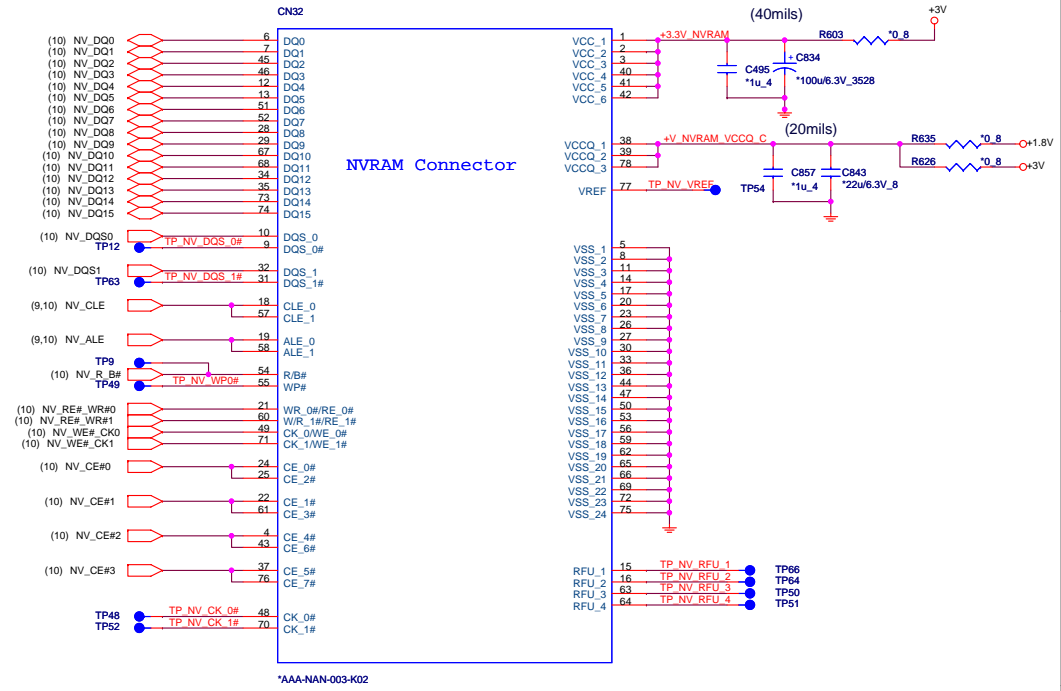 CN32
NVRAM Connector
(10) NV_DQ0 6 DQ0
(10) NV_DQ1 7 DQ1
(10) NV_DQ2 45 DQ2
(10) NV_DQ3 46 DQ3
(10) NV_DQ4 12 DQ4
(10) NV_DQ5 13 DQ5
(10) NV_DQ6 51 DQ6
(10) NV_DQ7 52 DQ7
(10) NV_DQ8 28 DQ8
(10) NV_DQ9 29 DQ9
(10) NV_DQ10 67 DQ10
(10) NV_DQ11 68 DQ11
(10) NV_DQ12 34 DQ12
(10) NV_DQ13 35 DQ13
(10) NV_DQ14 73 DQ14
(10) NV_DQ15 74 DQ15
(10) NV_DQS0 10 DQS_0
TP12 TP_NV_DQS_0# 9 DQS_0#
(10) NV_DQS1 32 DQS_1
TP63 TP_NV_DQS_1# 31 DQS_1#
(9,10) NV_CLE 18 CLE_0
57 CLE_1
(9,10) NV_ALE 19 ALE_0
58 ALE_1
TP9
(10) NV_R_B# 54 R/B#
TP49 TP_NV_WP0# 55 WP#
(10) NV_RE#_WR#0 21 WR_0#/RE_0#
(10) NV_RE#_WR#1 60 W/R_1#/RE_1#
(10) NV_WE#_CK0 49 CK_0/WE_0#
(10) NV_WE#_CK1 71 CK_1/WE_1#
(10) NV_CE#0 24 CE_0#
25 CE_2#
(10) NV_CE#1 22 CE_1#
61 CE_3#
(10) NV_CE#2 4 CE_4#
43 CE_6#
(10) NV_CE#3 37 CE_5#
76 CE_7#
TP48 TP_NV_CK_0# 48 CK_0#
TP52 TP_NV_CK_1# 70 CK_1#
*AAA-NAN-003-K02
(40mils)
+3V
VCC_1 1 +3.3V_NVRAM R603 *0_8
VCC_2 2
VCC_3 3
VCC_4 40
VCC_5 41
VCC_6 42
C495
*1u_4
+ C834
*100u/6.3V_3528
(20mils)
VCCQ_1 38 +V_NVRAM_VCCQ_C R635 *0_8 +1.8V
VCCQ_2 39
VCCQ_3 78
R626 *0_8 +3V
C857
*1u_4
C843
*22u/6.3V_8
VREF 77 TP_NV_VREF TP54
VSS_1 5
VSS_2 8
VSS_3 11
VSS_4 14
VSS_5 17
VSS_6 20
VSS_7 23
VSS_8 26
VSS_9 27
VSS_10 30
VSS_11 33
VSS_12 36
VSS_13 44
VSS_14 47
VSS_15 50
VSS_16 53
VSS_17 56
VSS_18 59
VSS_19 62
VSS_20 65
VSS_21 66
VSS_22 69
VSS_23 72
VSS_24 75
RFU_1 15 TP_NV_RFU_1 TP66
RFU_2 16 TP_NV_RFU_2 TP64
RFU_3 63 TP_NV_RFU_3 TP50
RFU_4 64 TP_NV_RFU_4 TP51